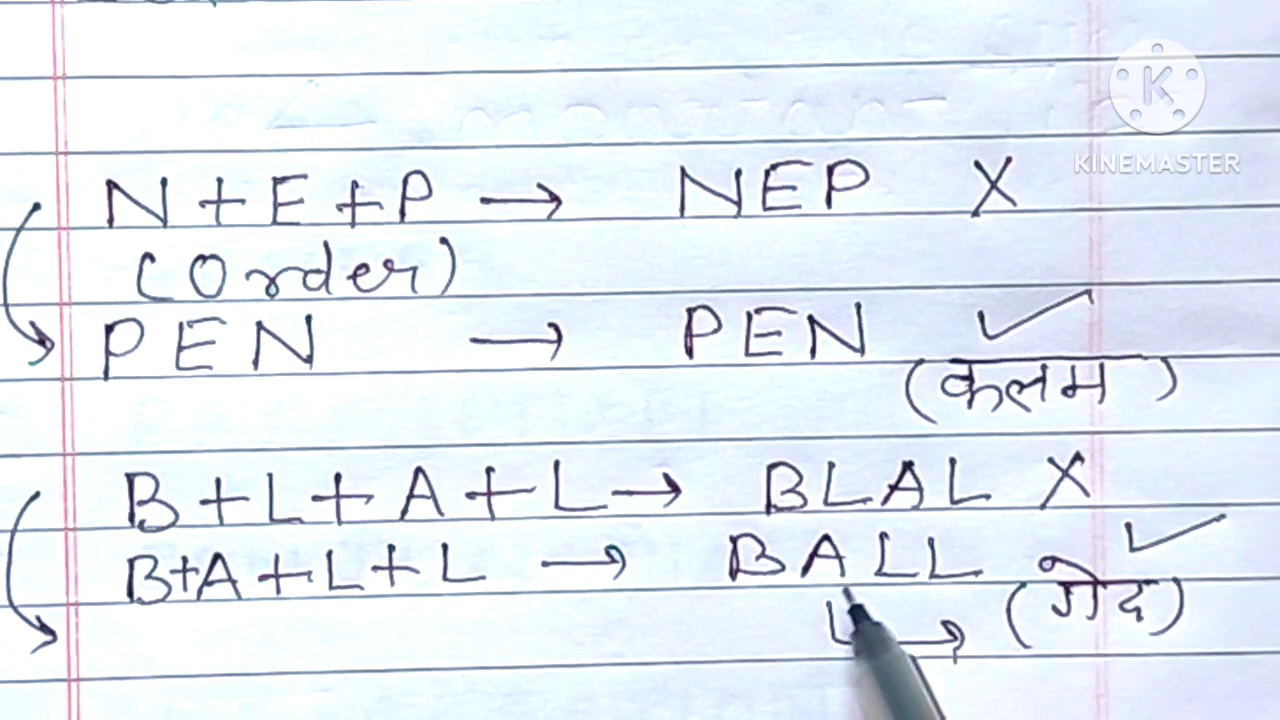 KINEMASTER
N + E + P → NEP X
(Order)
PEN → PEN ✓
(कलम)
B + L + A + L → BLAL X
B + A + L + L → BALL ✓
(गेंद)